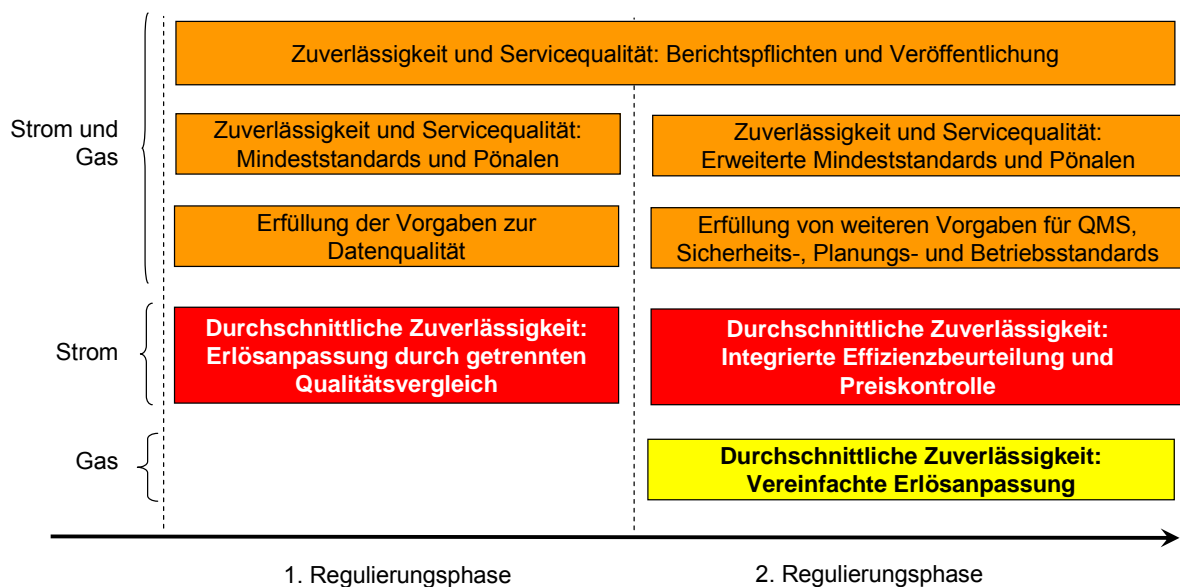 Zuverlässigkeit und Servicequalität: Berichtspflichten und Veröffentlichung
Strom und
Gas
Zuverlässigkeit und Servicequalität:
Mindeststandards und Pönalen
Zuverlässigkeit und Servicequalität:
Erweiterte Mindeststandards und Pönalen
Erfüllung der Vorgaben zur
Datenqualität
Erfüllung von weiteren Vorgaben für QMS,
Sicherheits-, Planungs- und Betriebsstandards
Strom
Durchschnittliche Zuverlässigkeit:
Erlösanpassung durch getrennten
Qualitätsvergleich
Durchschnittliche Zuverlässigkeit:
Integrierte Effizienzbeurteilung und
Preiskontrolle
Gas
Durchschnittliche Zuverlässigkeit:
Vereinfachte Erlösanpassung
1. Regulierungsphase
2. Regulierungsphase